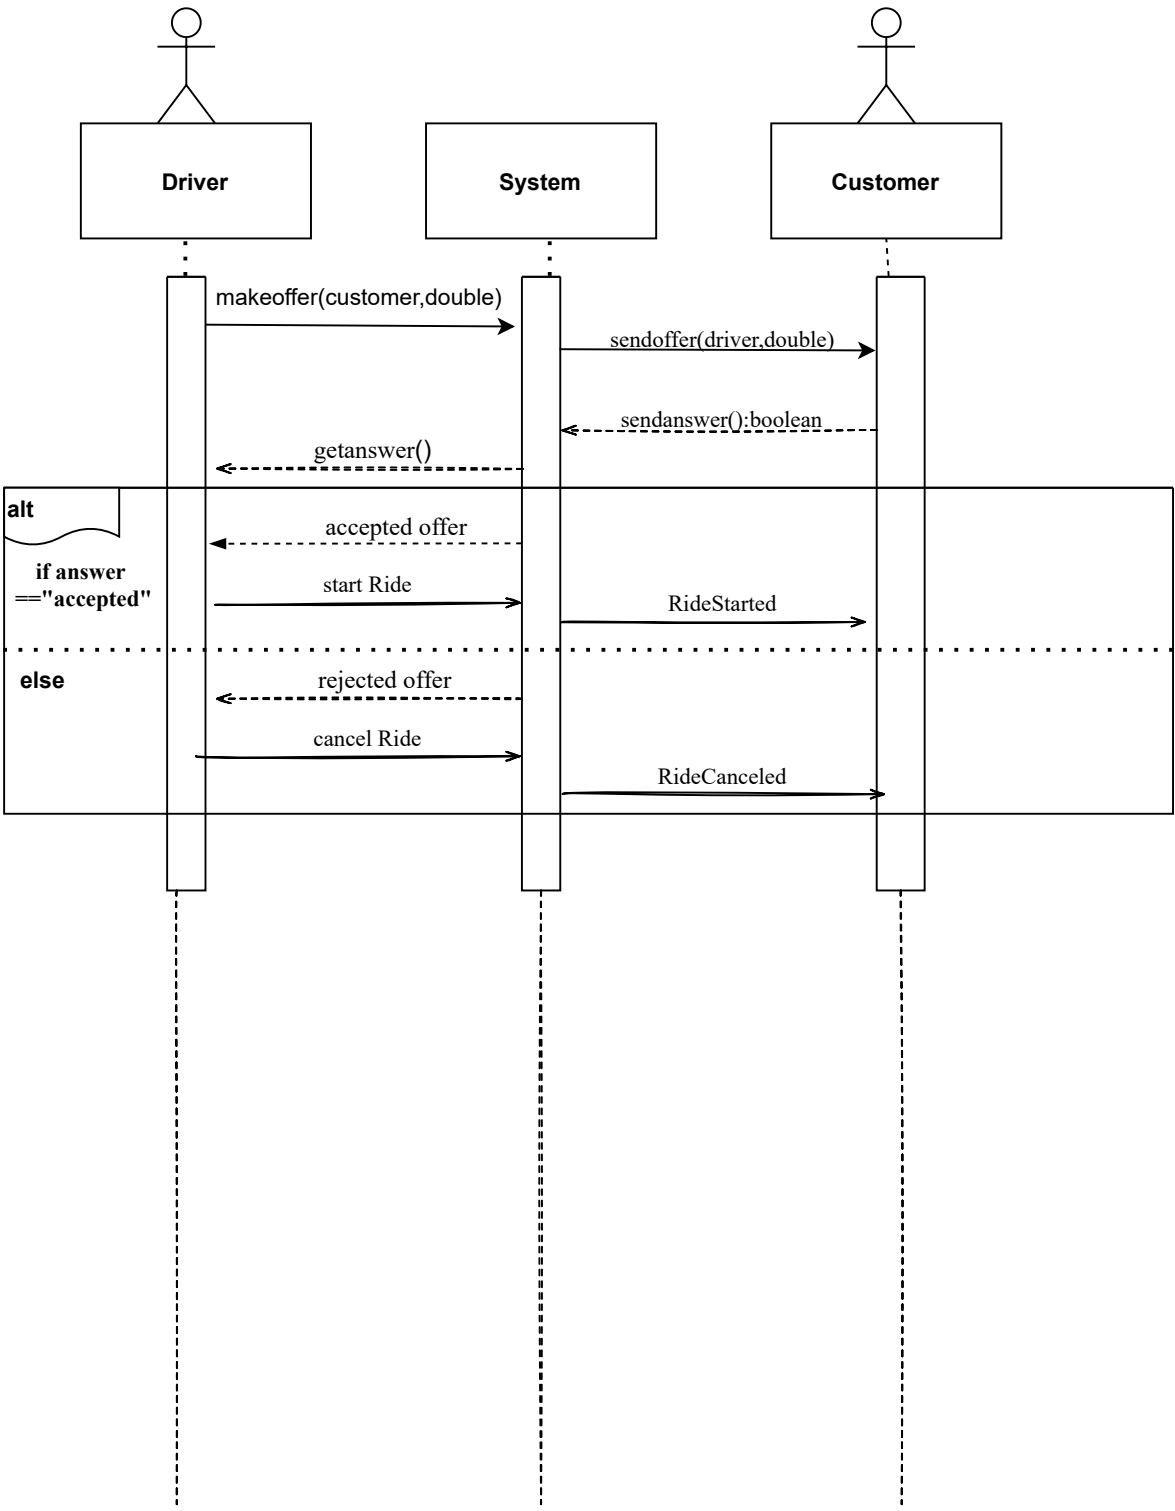 Driver
System
Customer
makeoffer(customer,double)
sendoffer(driver,double)
sendanswer():boolean
getanswer()
alt
accepted offer
if answer
=="accepted"
start Ride
RideStarted
else
rejected offer
cancel Ride
RideCanceled